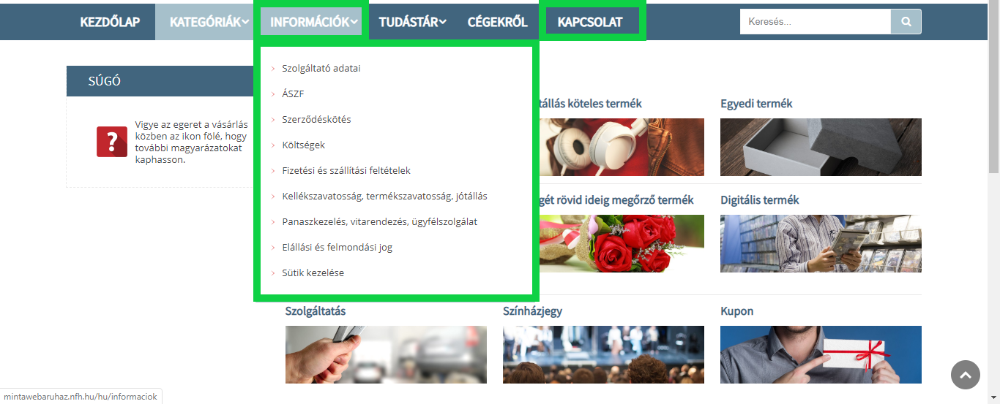 KEZDŐLAP KATEGÓRIÁK INFORMÁCIÓK TUDÁSTÁR CÉGEKRŐL KAPCSOLAT Keresés...
SÚGÓ
Vigye az egeret a vásárlás
közben az ikon fölé, hogy
további magyarázatokat
kaphasson.
Szolgáltató adatai
ÁSZF
Szerződéskötés
Költségek
Fizetési és szállítási feltételek
Kellékszavatosság, termékszavatosság, jótállás
Panaszkezelés, vitarendezés, ügyfélszolgálat
Elállási és felmondási jog
Sütik kezelése
tállás köteles termék
Egyedi termék
gét rövid ideig megőrző termék
Digitális termék
Szolgáltatás
Színházjegy
Kupon
mintawebaruhaz.nfh.hu/hu/informaciok